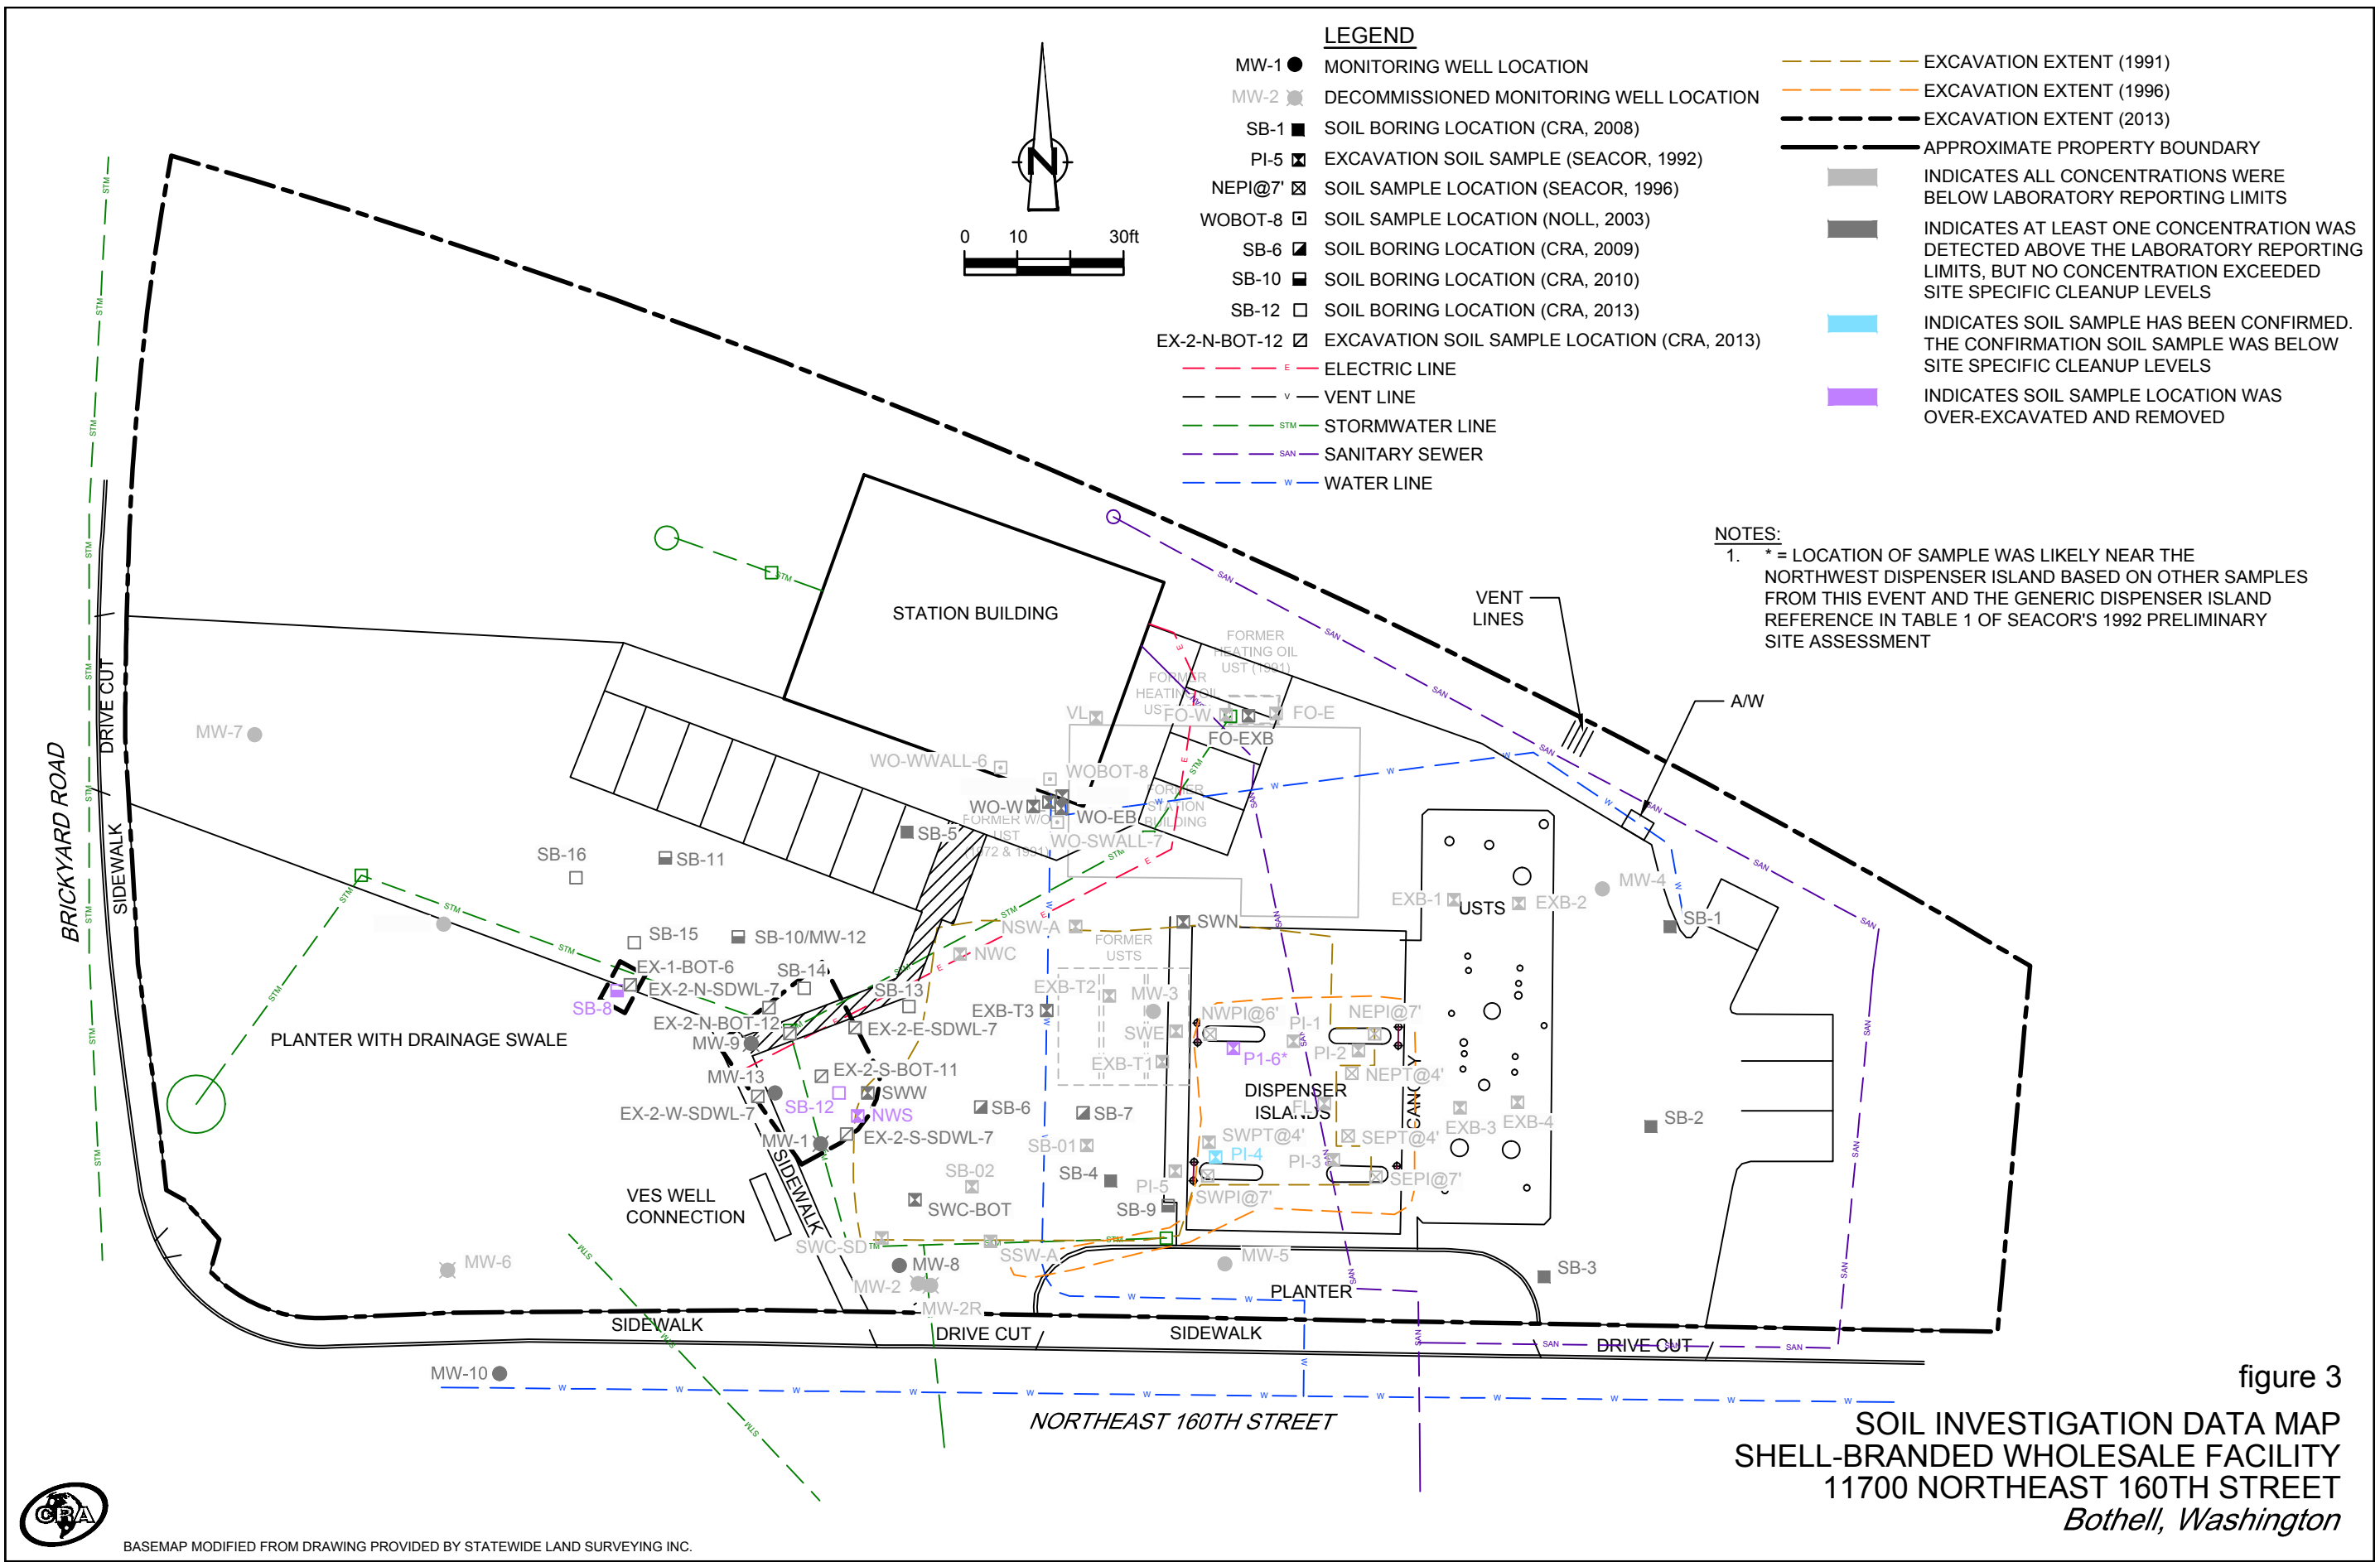 LEGEND
MW-1 MONITORING WELL LOCATION
MW-2 DECOMMISSIONED MONITORING WELL LOCATION
SB-1 SOIL BORING LOCATION (CRA, 2008)
PI-5 EXCAVATION SOIL SAMPLE (SEACOR, 1992)
NEPI@7' SOIL SAMPLE LOCATION (SEACOR, 1996)
WOBOT-8 SOIL SAMPLE LOCATION (NOLL, 2003)
SB-6 SOIL BORING LOCATION (CRA, 2009)
SB-10 SOIL BORING LOCATION (CRA, 2010)
SB-12 SOIL BORING LOCATION (CRA, 2013)
EX-2-N-BOT-12 EXCAVATION SOIL SAMPLE LOCATION (CRA, 2013)
E ELECTRIC LINE
V VENT LINE
STM STORMWATER LINE
SAN SANITARY SEWER
W WATER LINE
EXCAVATION EXTENT (1991)
EXCAVATION EXTENT (1996)
EXCAVATION EXTENT (2013)
APPROXIMATE PROPERTY BOUNDARY
INDICATES ALL CONCENTRATIONS WERE
BELOW LABORATORY REPORTING LIMITS
INDICATES AT LEAST ONE CONCENTRATION WAS
DETECTED ABOVE THE LABORATORY REPORTING
LIMITS, BUT NO CONCENTRATION EXCEEDED
SITE SPECIFIC CLEANUP LEVELS
INDICATES SOIL SAMPLE HAS BEEN CONFIRMED.
THE CONFIRMATION SOIL SAMPLE WAS BELOW
SITE SPECIFIC CLEANUP LEVELS
INDICATES SOIL SAMPLE LOCATION WAS
OVER-EXCAVATED AND REMOVED
N
0 10 30ft
NOTES:
1. * = LOCATION OF SAMPLE WAS LIKELY NEAR THE
NORTHWEST DISPENSER ISLAND BASED ON OTHER SAMPLES
FROM THIS EVENT AND THE GENERIC DISPENSER ISLAND
REFERENCE IN TABLE 1 OF SEACOR'S 1992 PRELIMINARY
SITE ASSESSMENT
VENT
LINES
A/W
STATION BUILDING
FORMER
HEATING OIL
UST (1991)
FORMER
HEATING OIL
VL
FO-W
FO-E
FO-EXB
WO-WWALL-6
WOBOT-8
WO-W
WO-EB
FORMER W/O
UST
(1972 & 1991)
WO-SWALL-7
FORMER
STATION
BUILDING
MW-7
DRIVE CUT
BRICKYARD ROAD
SIDEWALK
SB-5
SB-16
SB-11
SB-15
SB-10/MW-12
EX-1-BOT-6
SB-14
EX-2-N-SDWL-7
SB-8
SB-13
EX-2-N-BOT-12
EX-2-E-SDWL-7
MW-9
PLANTER WITH DRAINAGE SWALE
MW-13
EX-2-S-BOT-11
SB-12
SWW
NWS
EX-2-W-SDWL-7
EX-2-S-SDWL-7
MW-1
SIDEWALK
VES WELL
CONNECTION
NSW-A
NWC
FORMER
USTS
SWN
EXB-T2
MW-3
EXB-T3
SWE
EXB-T1
SB-6
SB-7
SB-01
SB-02
SB-4
PI-5
SB-9
SWC-BOT
SWC-SD
SSW-A
MW-8
MW-2
MW-2R
MW-6
MW-5
NWPI@6'
PI-1
NEPI@7'
P1-6*
PI-2
NEPT@4'
DISPENSER
ISLANDS
FL
CANOPY
SWPT@4'
SEPT@4'
PI-4
PI-3
SWPI@7'
SEPI@7'
EXB-1
USTS
EXB-2
MW-4
SB-1
EXB-3
EXB-4
SB-2
SB-3
PLANTER
SIDEWALK
DRIVE CUT
SIDEWALK
DRIVE CUT
MW-10
NORTHEAST 160TH STREET
figure 3
SOIL INVESTIGATION DATA MAP
SHELL-BRANDED WHOLESALE FACILITY
11700 NORTHEAST 160TH STREET
Bothell, Washington
CRA
BASEMAP MODIFIED FROM DRAWING PROVIDED BY STATEWIDE LAND SURVEYING INC.